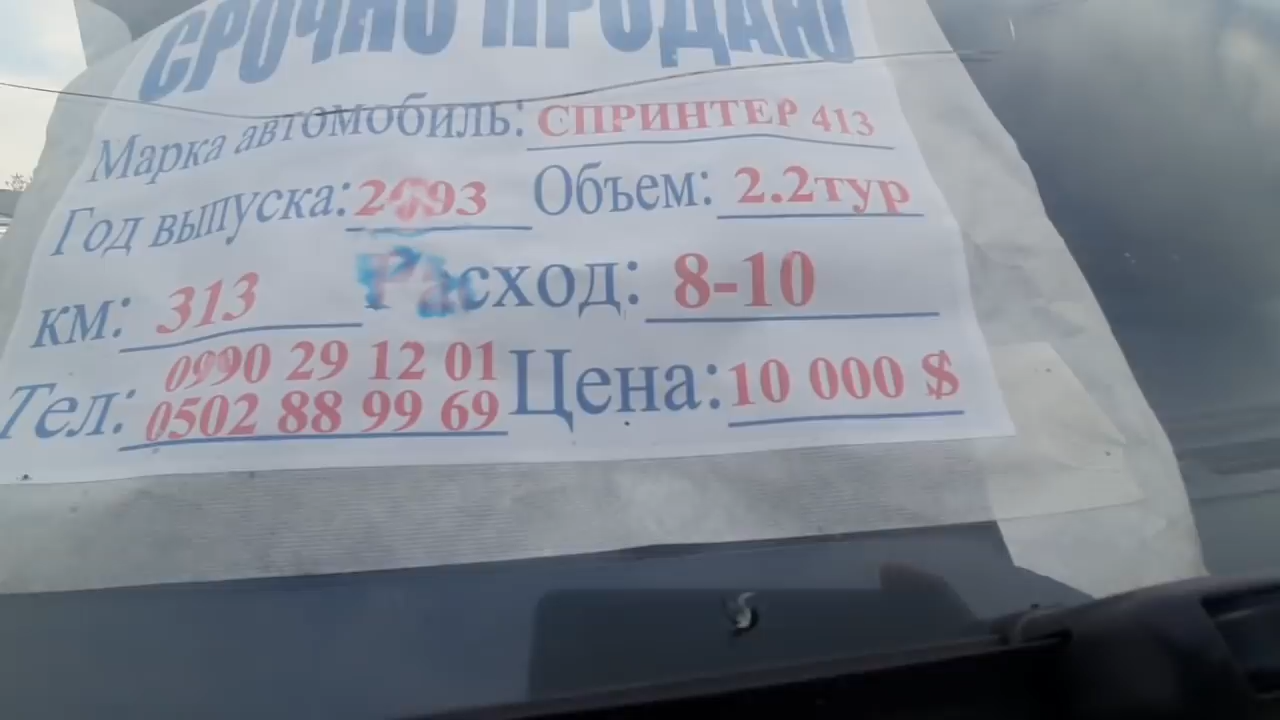 СРОЧНО ПРОДАЮ
Марка автомобиль: СПРИНТЕР 413
Год выпуска: Объем: 2.2тур
км: 313 Расход: 8-10
Тел: 0990 29 12 01
0502 88 99 69 Цена: 10 000 $